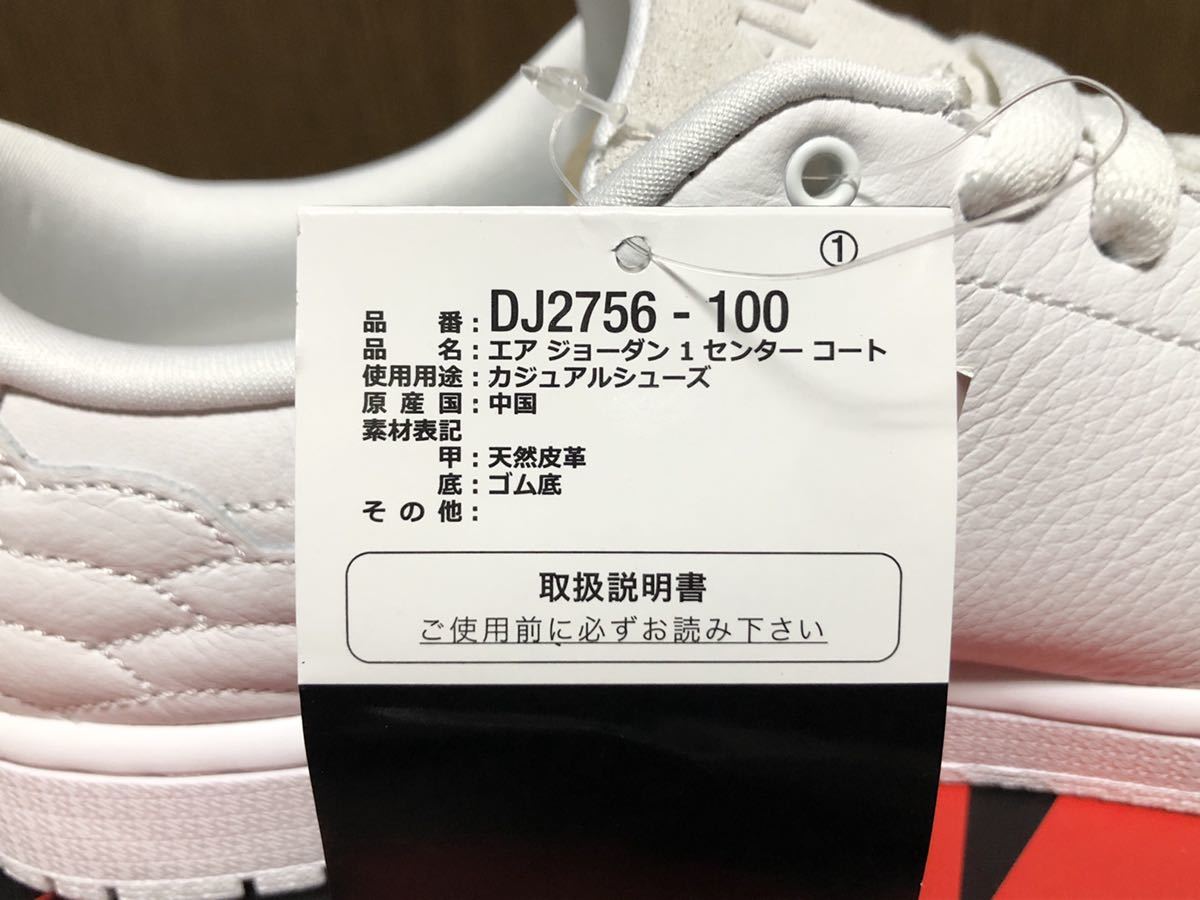 ①
品 番 : DJ2756 - 100
品 名 : エア ジョーダン 1 センター コート
使用用途 : カジュアルシューズ
原 産 国 : 中国
素材表記
甲 : 天然皮革
底 : ゴム底
そ の 他 :
取扱説明書
ご使用前に必ずお読み下さい